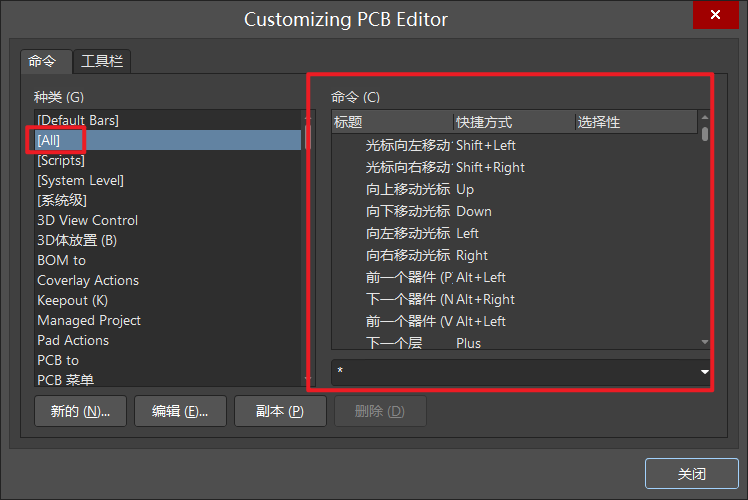 Customizing PCB Editor
命令 工具栏
种类 (G)
[Default Bars]
[All]
[Scripts]
[System Level]
[系统级]
3D View Control
3D体放置 (B)
BOM to
Coverlay Actions
Keepout (K)
Managed Project
Pad Actions
PCB to
PCB 菜单
命令 (C)
标题 快捷方式 选择性
光标向左移动 Shift+Left
光标向右移动 Shift+Right
向上移动光标 Up
向下移动光标 Down
向左移动光标 Left
向右移动光标 Right
前一个器件 (P Alt+Left
下一个器件 (N Alt+Right
前一个器件 (V Alt+Left
下一个层 Plus
*
新的 (N)... 编辑 (E)... 副本 (P) 删除 (D)
关闭